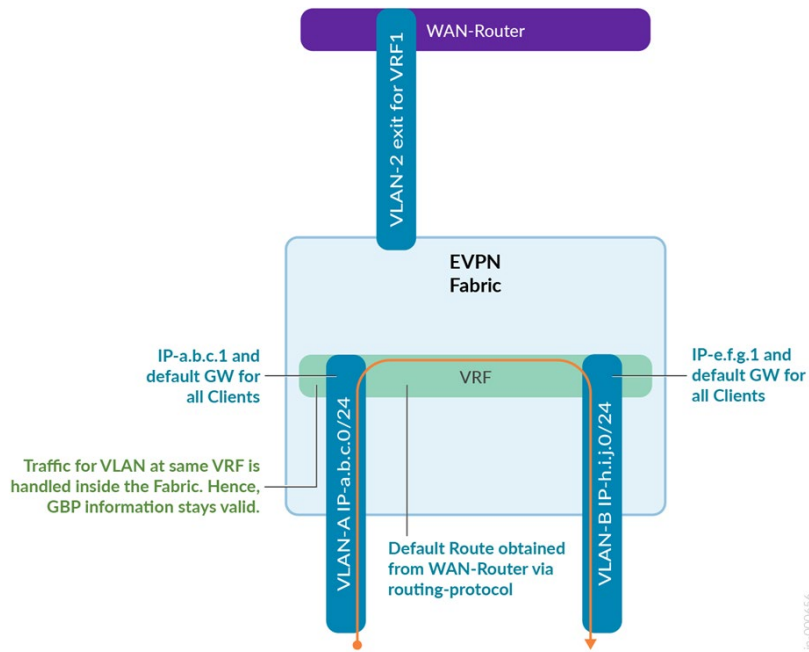 WAN-Router
VLAN-2 exit for VRF1
EVPN
Fabric
IP-a.b.c.1 and
default GW for
all Clients
VRF
IP-e.f.g.1 and
default GW for
all Clients
VLAN-A IP-a.b.c.0/24
VLAN-B IP-h.i.j.0/24
Traffic for VLAN at same VRF is
handled inside the Fabric. Hence,
GBP information stays valid.
Default Route obtained
from WAN-Router via
routing-protocol